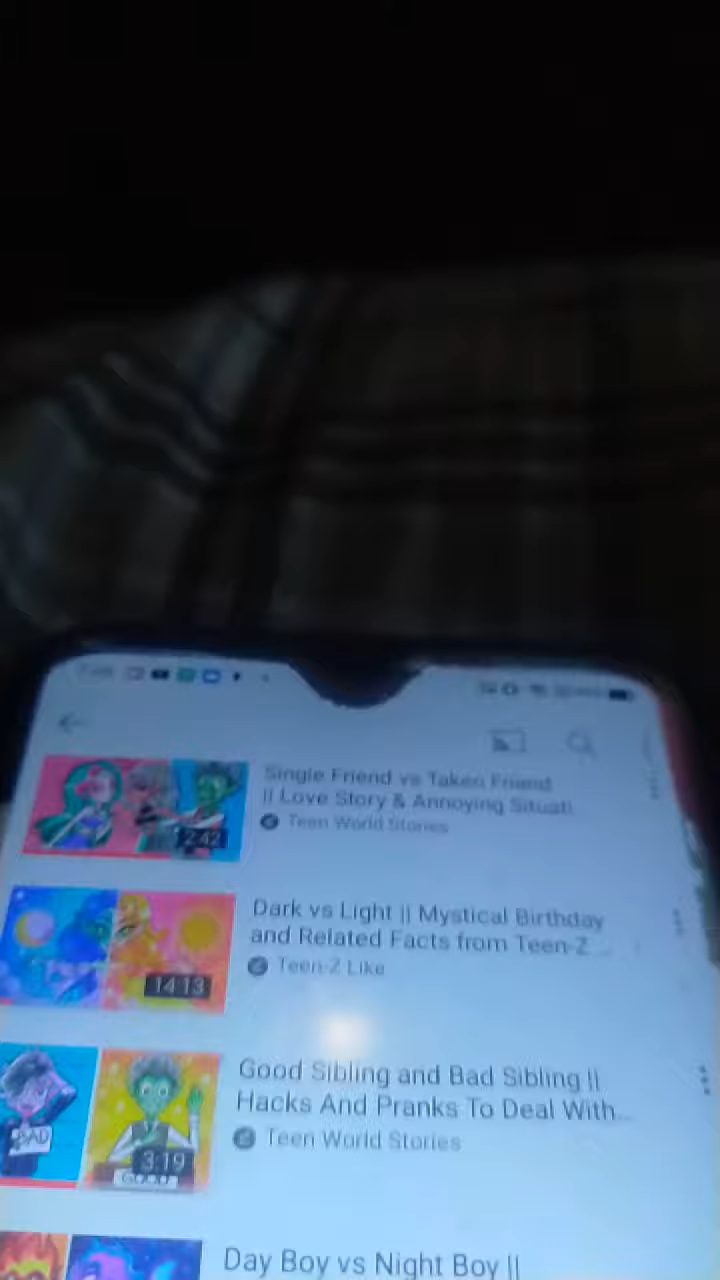 2:42
Single Friend vs Taken Friend
|| Love Story & Annoying Situati
Teen World Stories
Dark vs Light || Mystical Birthday
and Related Facts from Teen-Z ...
14:13
Teen-Z Like
Good Sibling and Bad Sibling ||
Hacks And Pranks To Deal With...
BAD
3:19
GOOD
Teen World Stories
Day Boy vs Night Boy ||